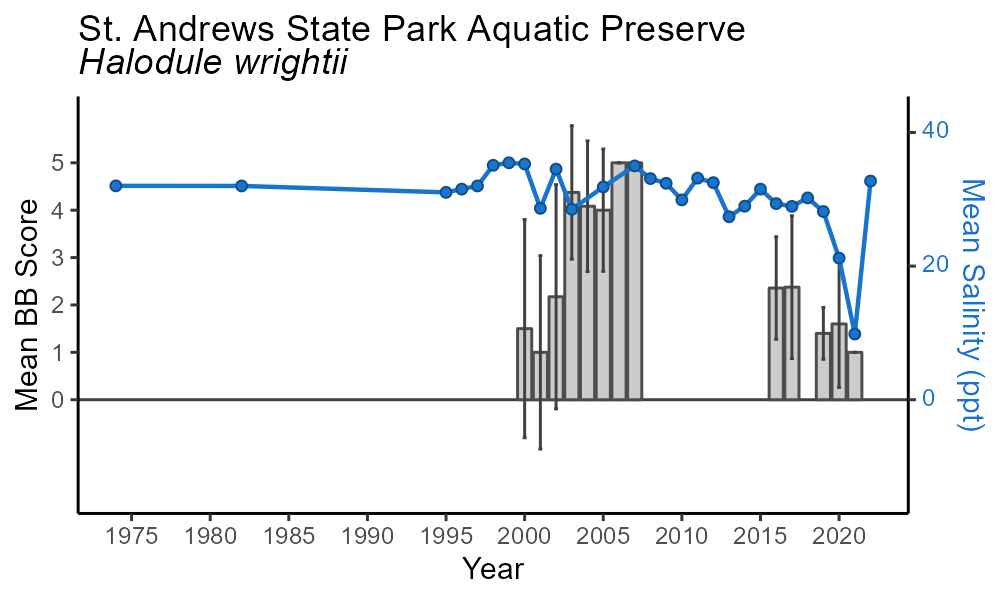 St. Andrews State Park Aquatic Preserve
Halodule wrightii
Mean BB Score
5
4
3
2
1
0
40
20
0
Mean Salinity (ppt)
1975 1980 1985 1990 1995 2000 2005 2010 2015 2020
Year